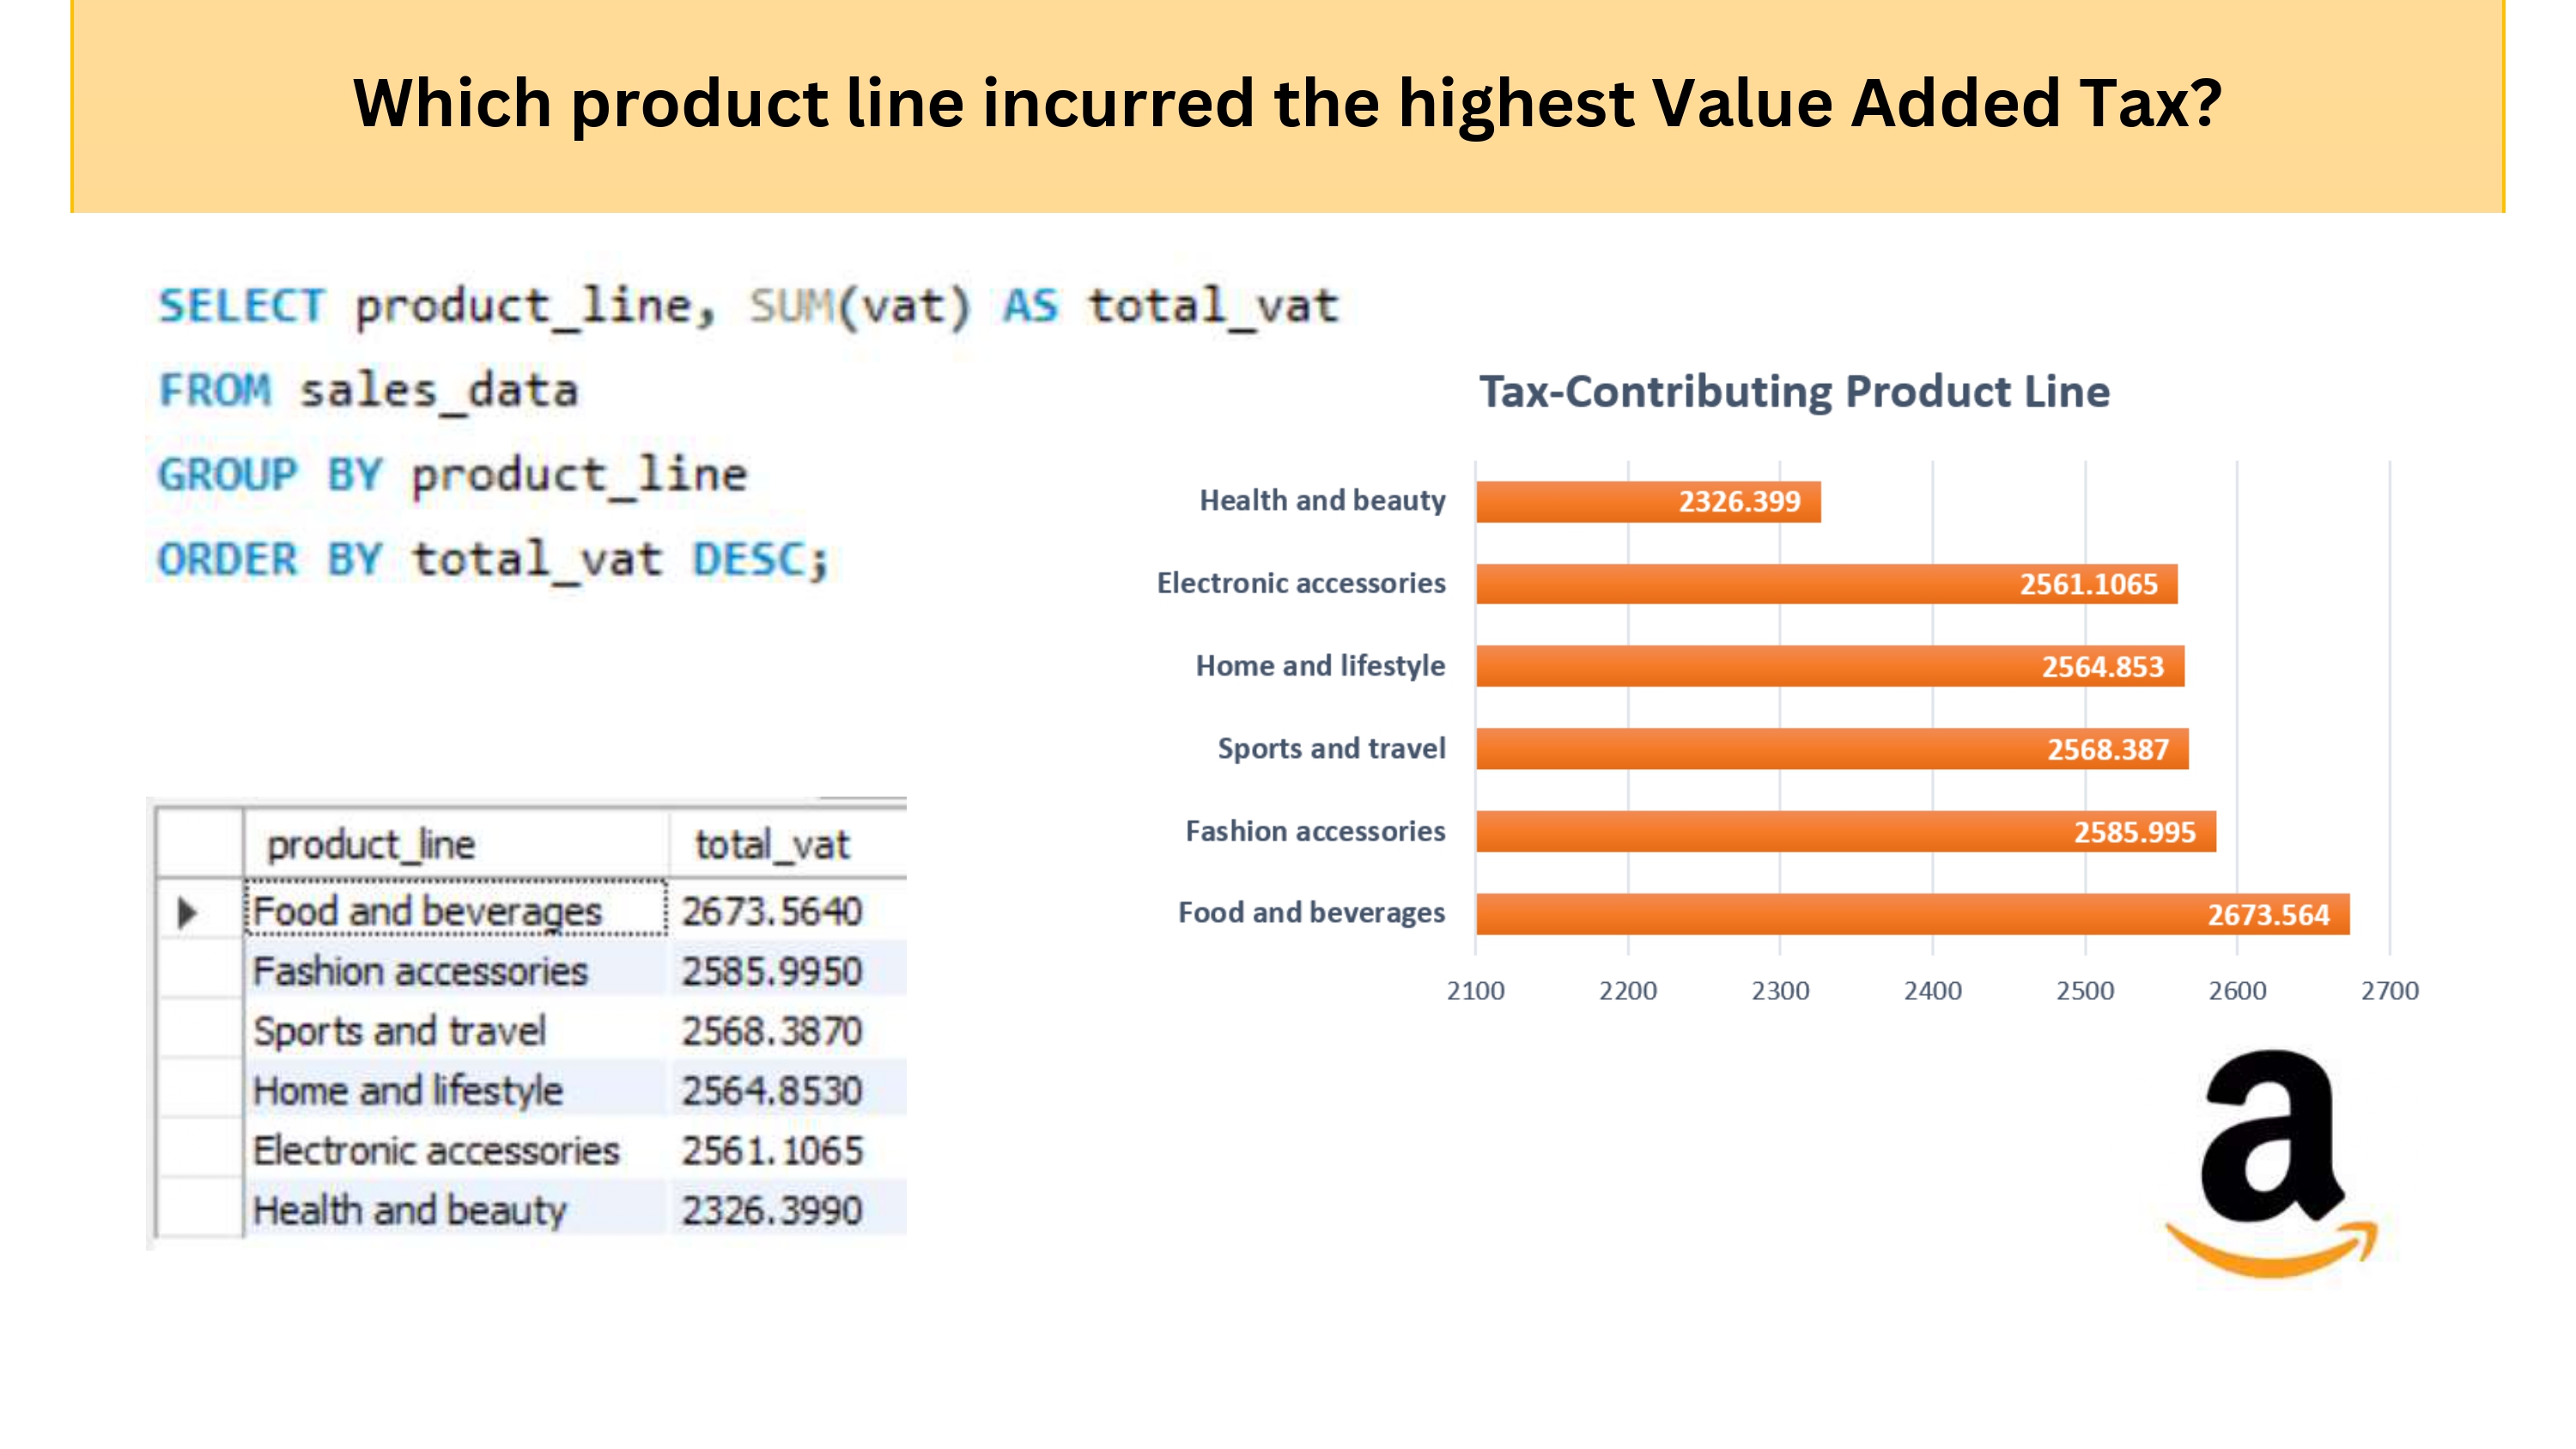 Which product line incurred the highest Value Added Tax?
SELECT product_line, SUM(vat) AS total_vat
FROM sales_data
GROUP BY product_line
ORDER BY total_vat DESC;
product_line total_vat
Food and beverages 2673.5640
Fashion accessories 2585.9950
Sports and travel 2568.3870
Home and lifestyle 2564.8530
Electronic accessories 2561.1065
Health and beauty 2326.3990
Tax-Contributing Product Line
Health and beauty 2326.399
Electronic accessories 2561.1065
Home and lifestyle 2564.853
Sports and travel 2568.387
Fashion accessories 2585.995
Food and beverages 2673.564
2100 2200 2300 2400 2500 2600 2700
a